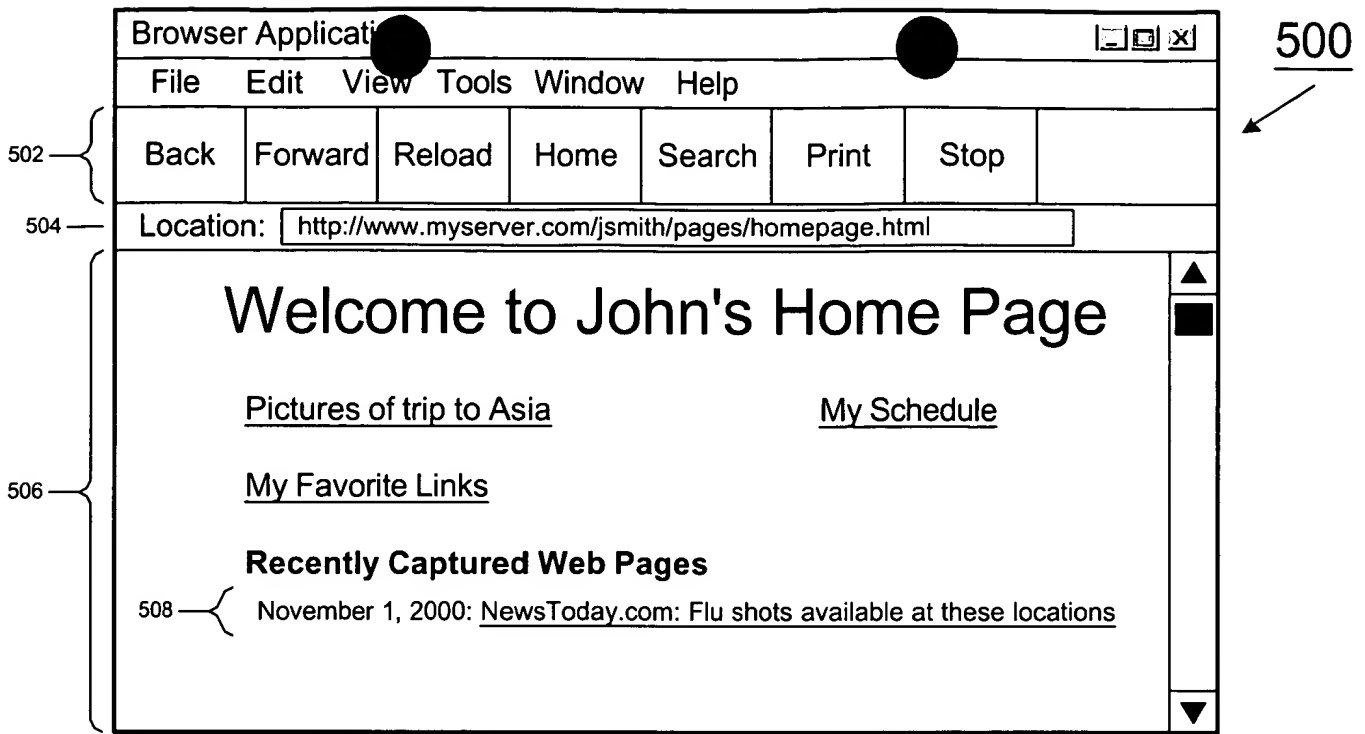 Browser Applicati
500
File Edit View Tools Window Help
502 Back Forward Reload Home Search Print Stop
504 Location: http://www.myserver.com/jsmith/pages/homepage.html
Welcome to John's Home Page
Pictures of trip to Asia My Schedule
506 My Favorite Links
Recently Captured Web Pages
508 November 1, 2000: NewsToday.com: Flu shots available at these locations